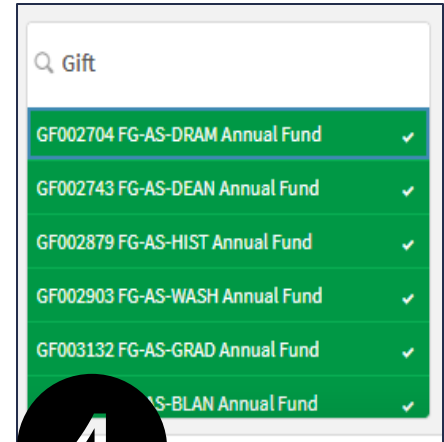 Gift
GF002704 FG-AS-DRAM Annual Fund
GF002743 FG-AS-DEAN Annual Fund
GF002879 FG-AS-HIST Annual Fund
GF002903 FG-AS-WASH Annual Fund
GF003132 FG-AS-GRAD Annual Fund
S-BLAN Annual Fund
4